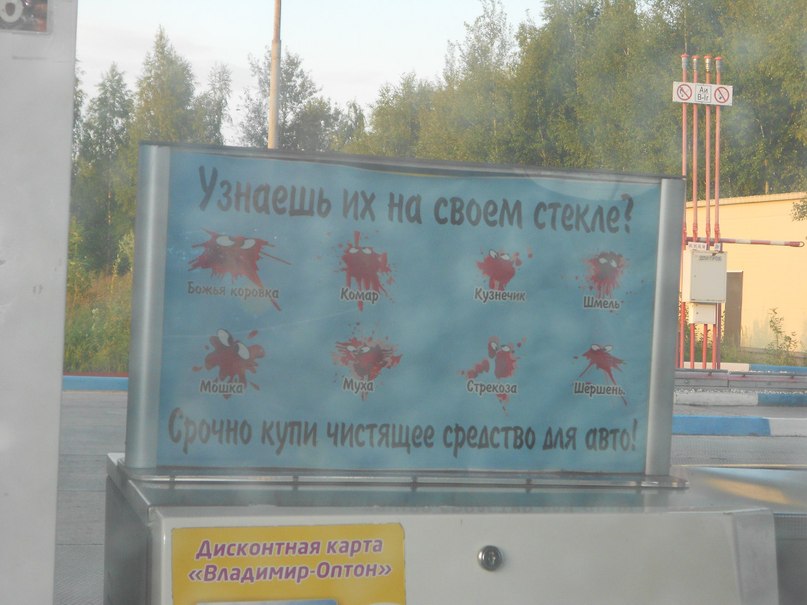 Узнаешь их на своем стекле?
Божья коровка
Комар
Кузнечик
Шмель
Мошка
Муха
Стрекоза
Шершень
Срочно купи чистящее средство для авто!
Дисконтная карта
«Владимир-Оптон»